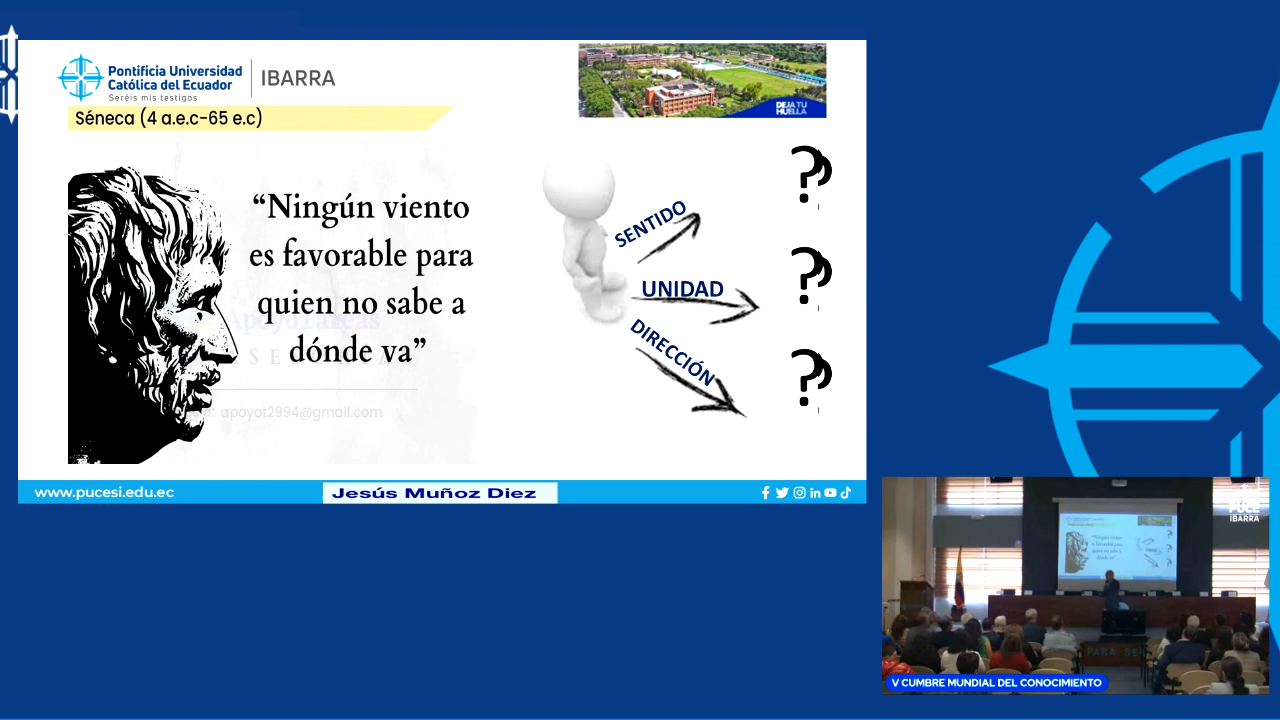 Pontificia Universidad
Católica del Ecuador
Seréis mis testigos
IBARRA
DEJA TU
HUELLA
Séneca (4 a.e.c-65 e.c)
“Ningún viento
es favorable para
quien no sabe a
dónde va”
SENTIDO
UNIDAD
DIRECCIÓN
?
?
?
apoyot2994@gmail.com
www.pucesi.edu.ec
Jesús Muñoz Diez
PUCE
IBARRA
PARA SER
V CUMBRE MUNDIAL DEL CONOCIMIENTO